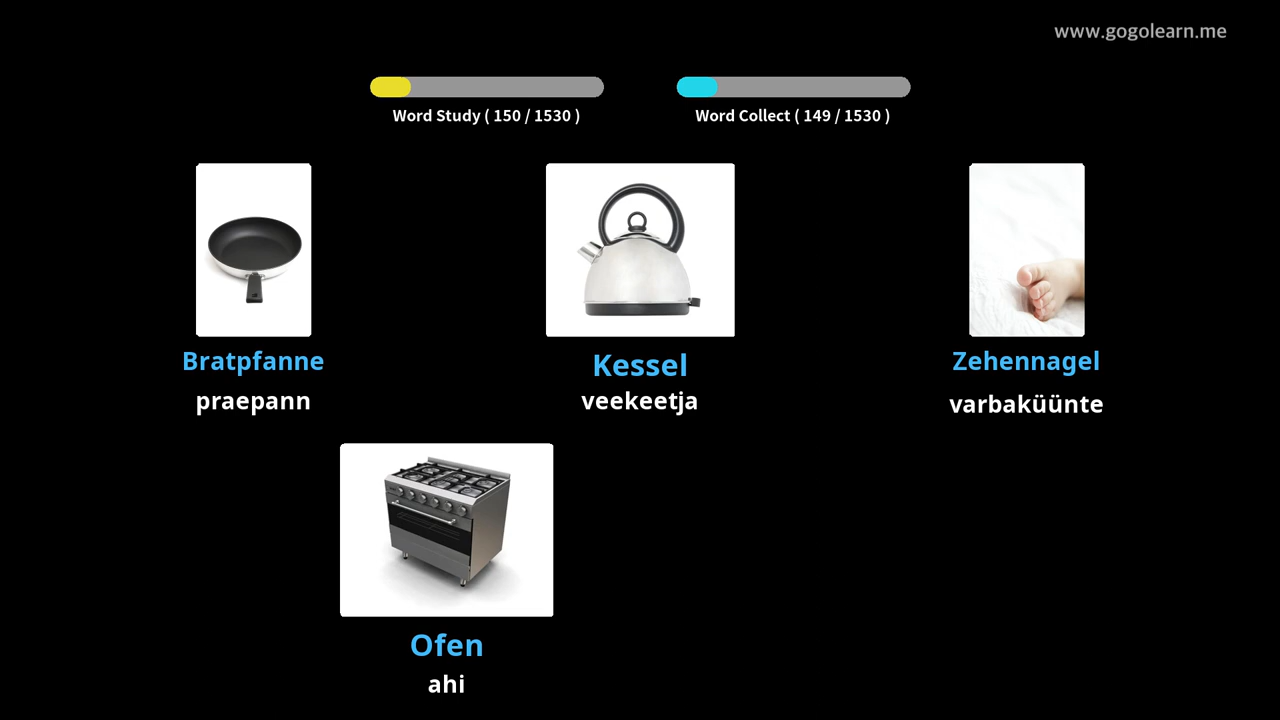 www.gogolearn.me
Word Study ( 150 / 1530 )
Word Collect ( 149 / 1530 )
Bratpfanne
praepann
Kessel
veekeetja
Zehennagel
varbaküünte
Ofen
ahi